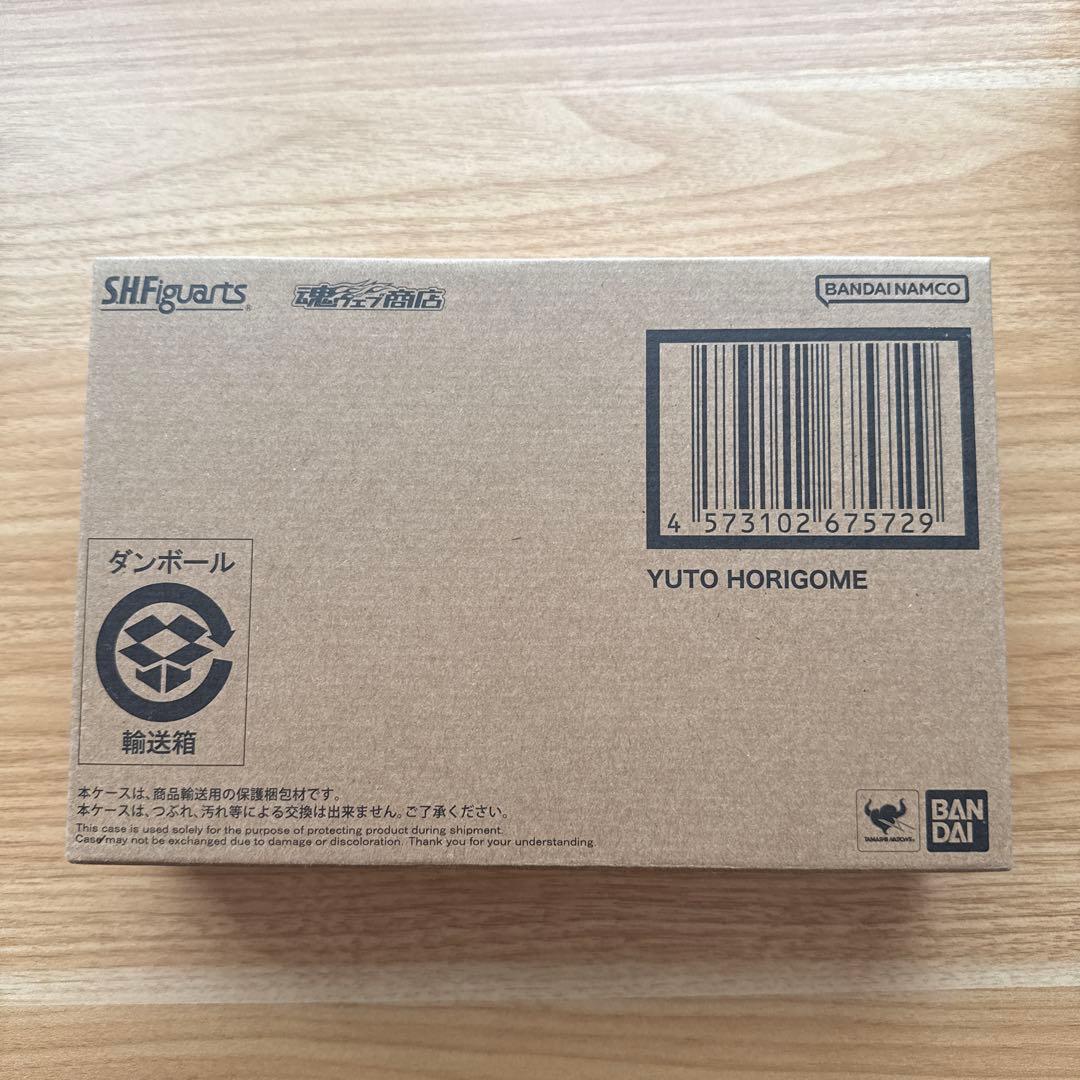 S.H.Figuarts®
魂ウェブ商店
BANDAI NAMCO
4 573102 675729
YUTO HORIGOME
ダンボール
輸送箱
本ケースは、商品輸送用の保護梱包材です。
本ケースは、つぶれ、汚れ等による交換は出来ません。ご了承ください。
This case is used solely for the purpose of protecting product during shipment.
Case may not be exchanged due to damage or discoloration. Thank you for your understanding.
TAMASHII NATIONS
BAN
DAI